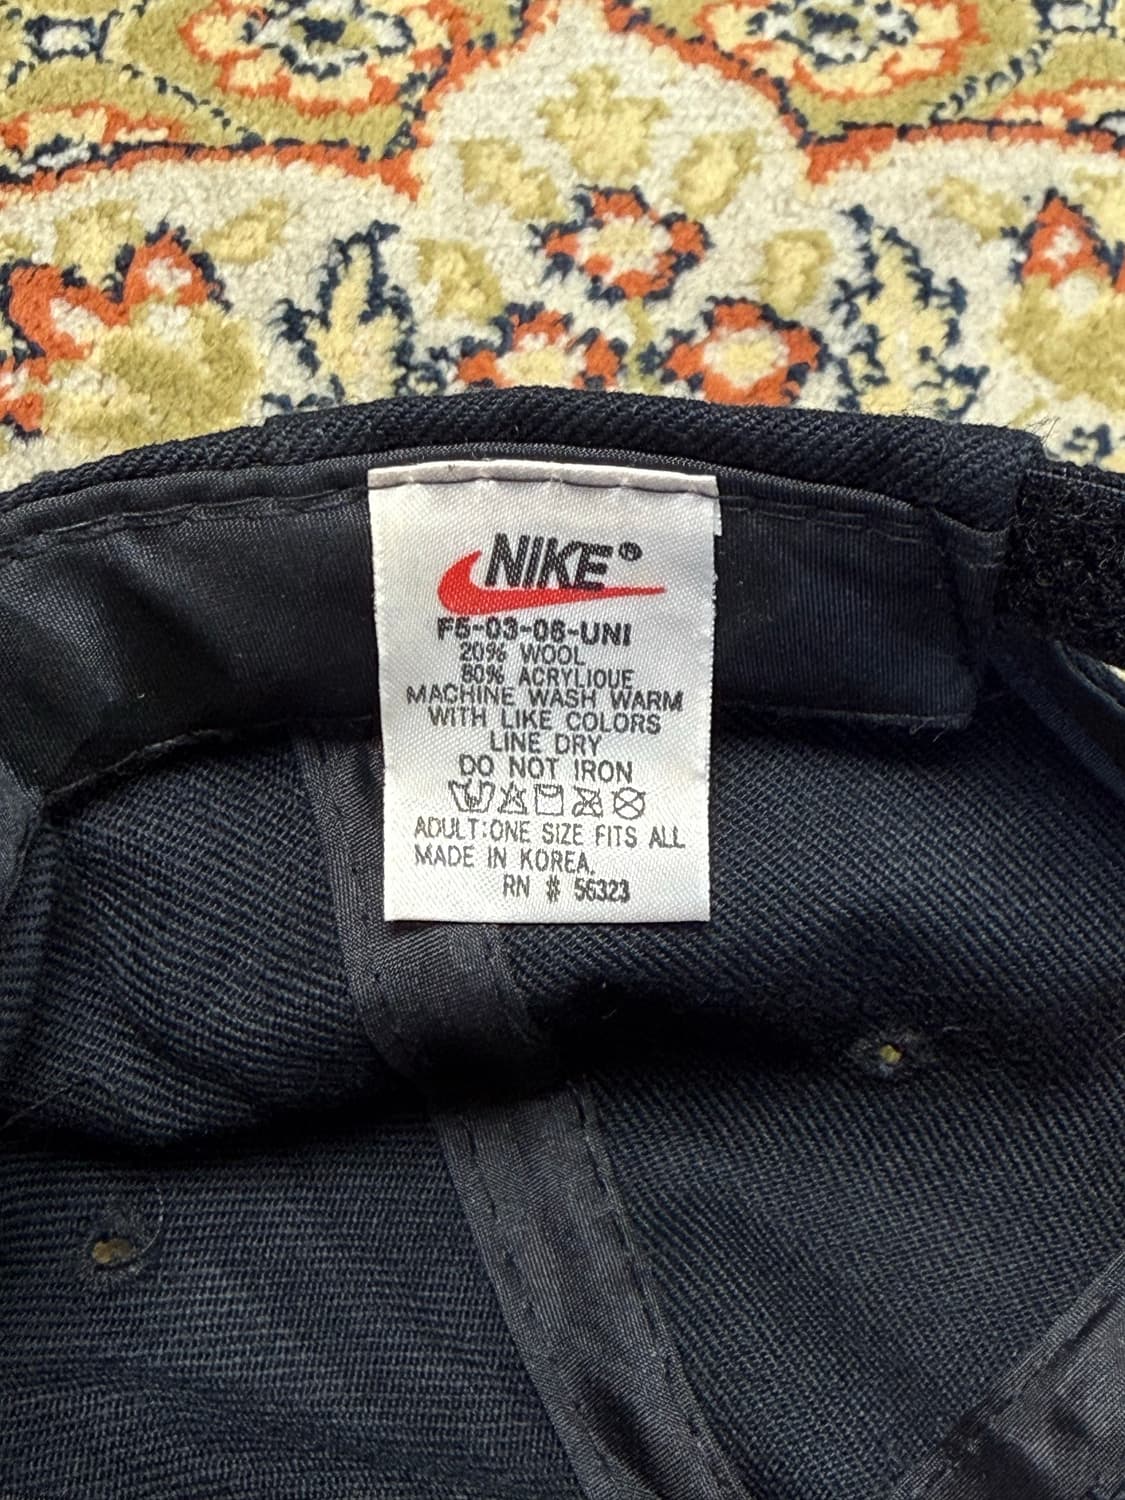 NIKE®
F5-03-06-UNI
20% WOOL
80% ACRYLIQUE
MACHINE WASH WARM
WITH LIKE COLORS
LINE DRY
DO NOT IRON
ADULT:ONE SIZE FITS ALL
MADE IN KOREA.
RN # 56323